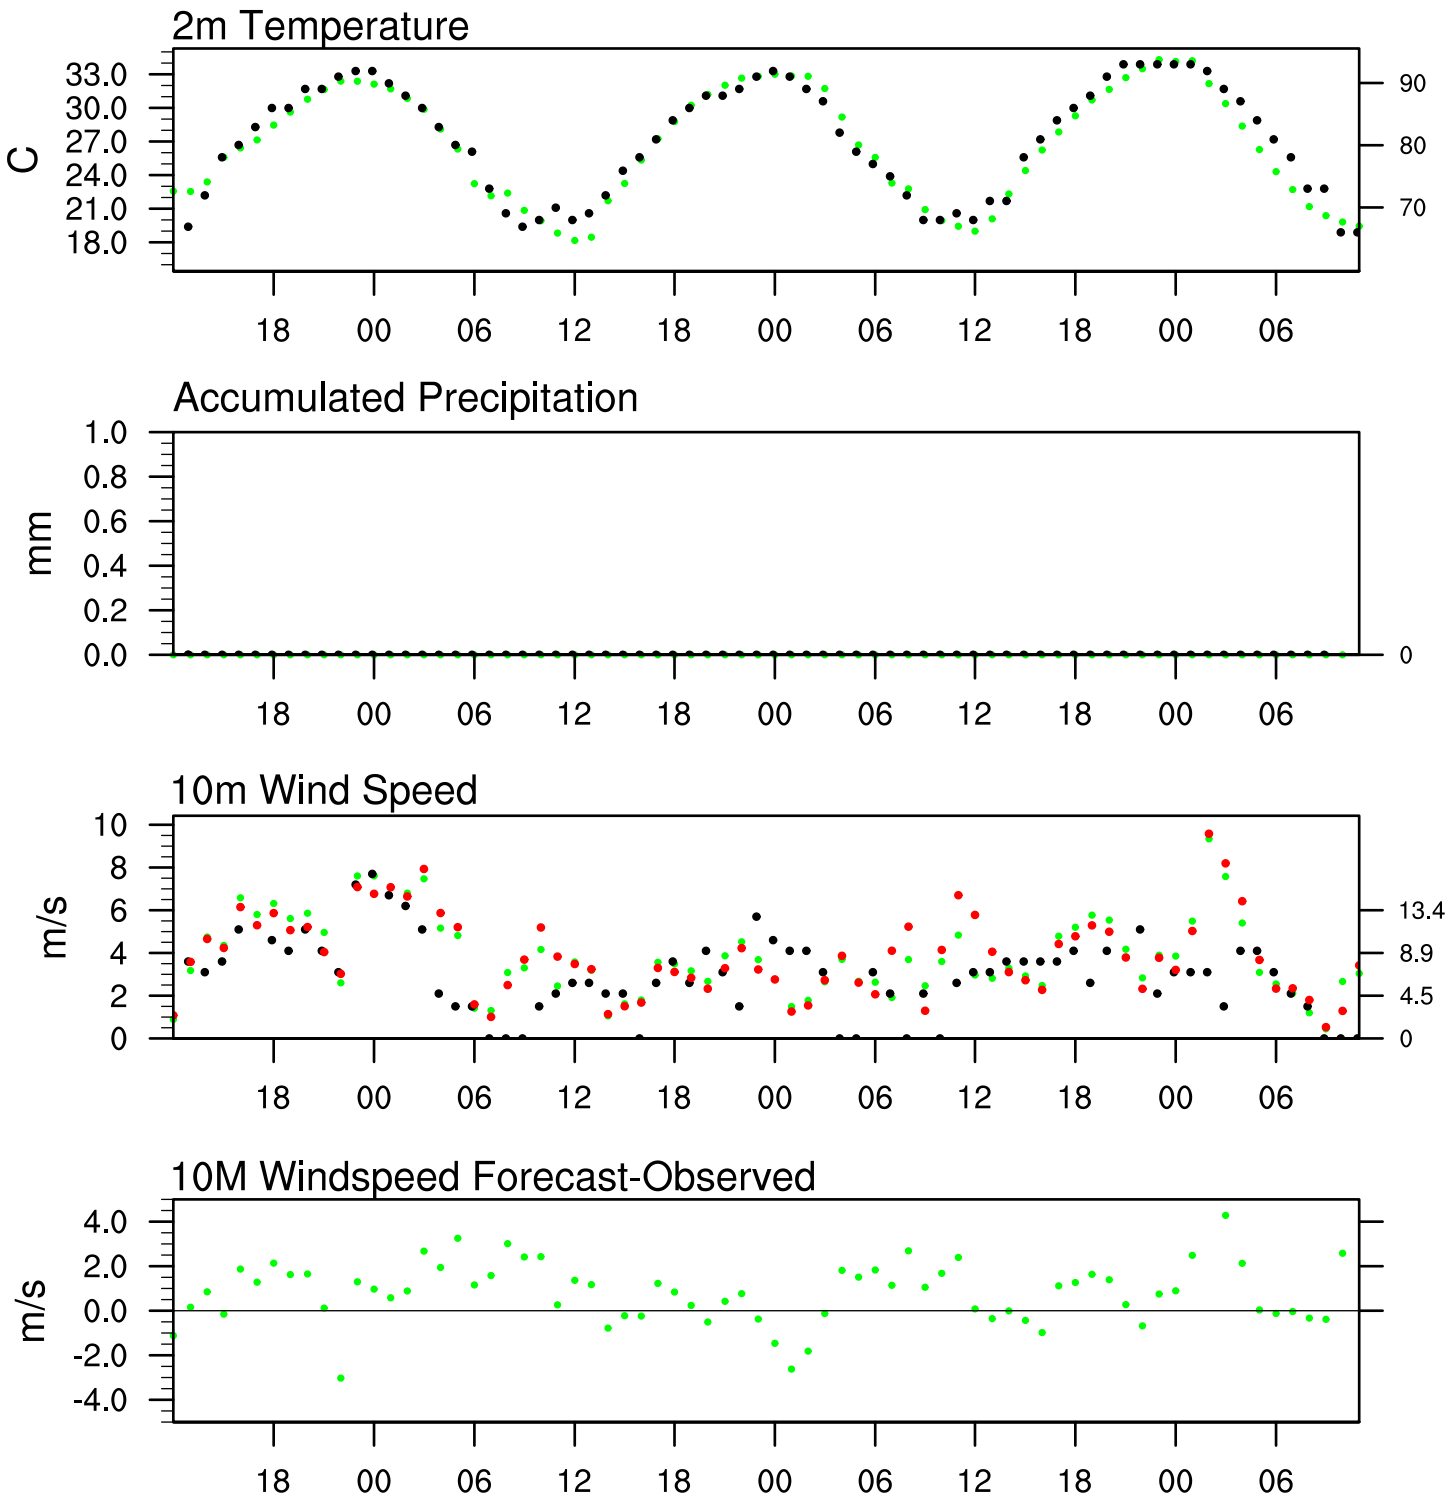 2m Temperature
C
33.0
30.0
27.0
24.0
21.0
18.0
90
80
70
18 00 06 12 18 00 06 12 18 00 06
Accumulated Precipitation
mm
1.0
0.8
0.6
0.4
0.2
0.0
0
18 00 06 12 18 00 06 12 18 00 06
10m Wind Speed
m/s
10
8
6
4
2
0
13.4
8.9
4.5
0
18 00 06 12 18 00 06 12 18 00 06
10M Windspeed Forecast-Observed
m/s
4.0
2.0
0.0
-2.0
-4.0
18 00 06 12 18 00 06 12 18 00 06